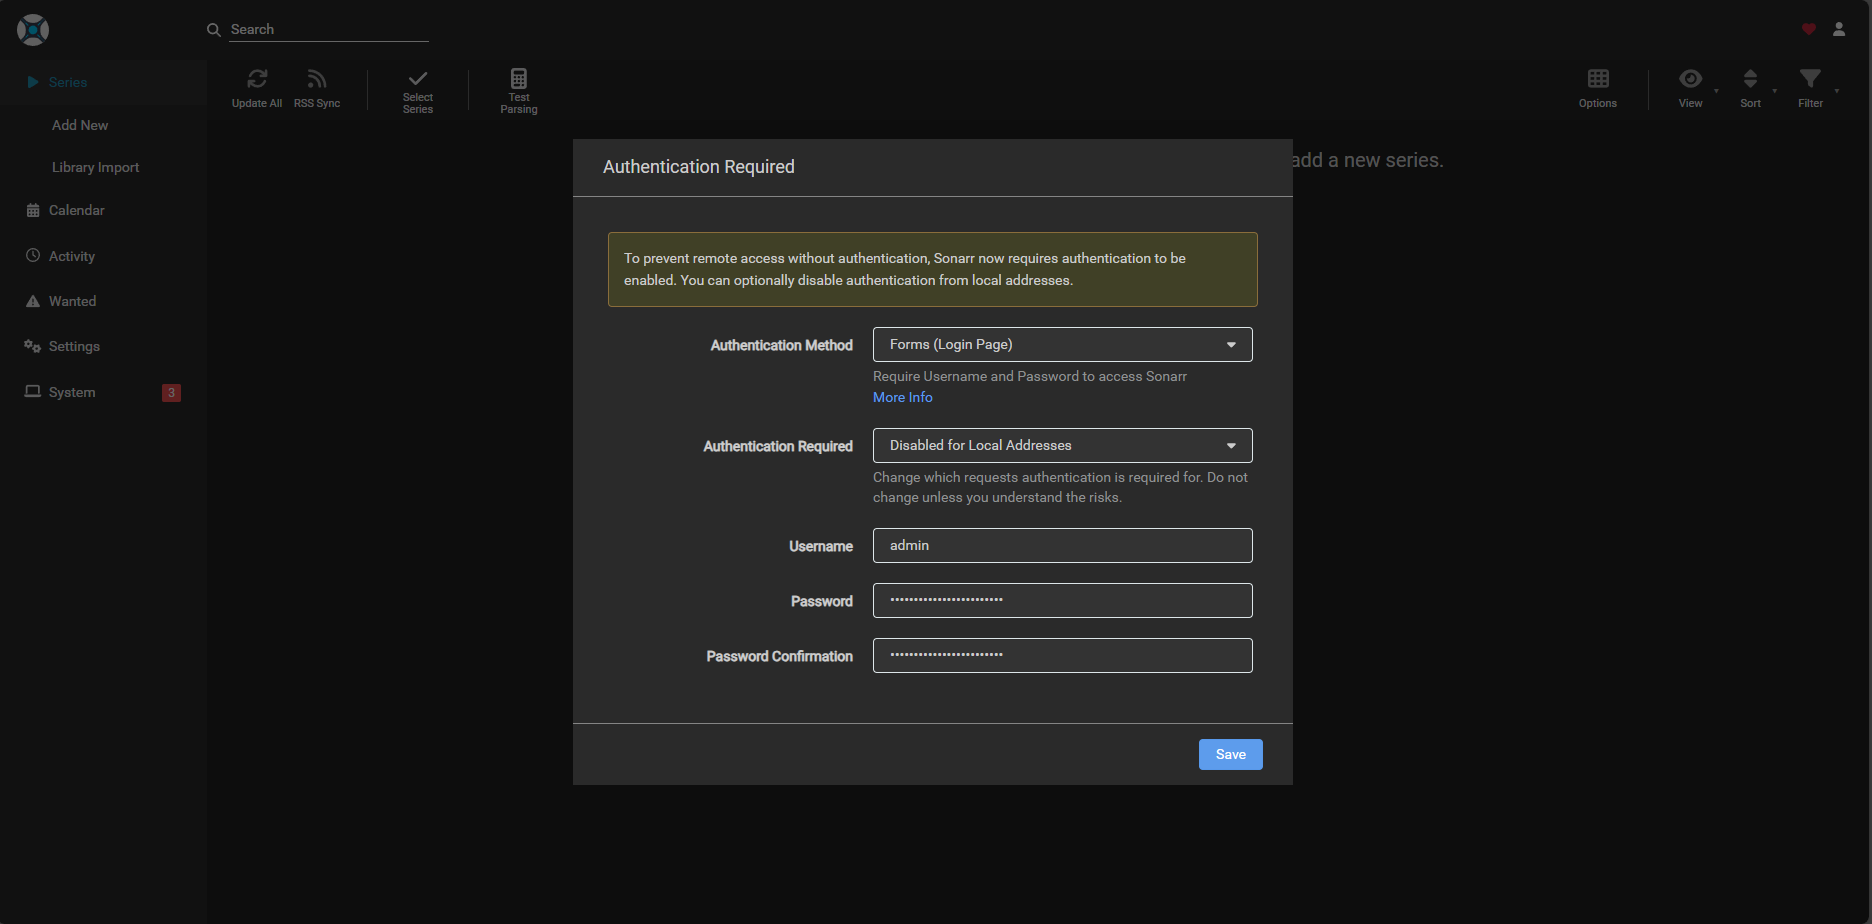 Search
Series
Add New
Library Import
Calendar
Activity
Wanted
Settings
System
3
Update All
RSS Sync
Select
Series
Test
Parsing
Options
View
Sort
Filter
add a new series.
Authentication Required
To prevent remote access without authentication, Sonarr now requires authentication to be
enabled. You can optionally disable authentication from local addresses.
Authentication Method
Forms (Login Page)
Require Username and Password to access Sonarr
More Info
Authentication Required
Disabled for Local Addresses
Change which requests authentication is required for. Do not
change unless you understand the risks.
Username
admin
Password
••••••••••••••••••••••••
Password Confirmation
••••••••••••••••••••••••
Save